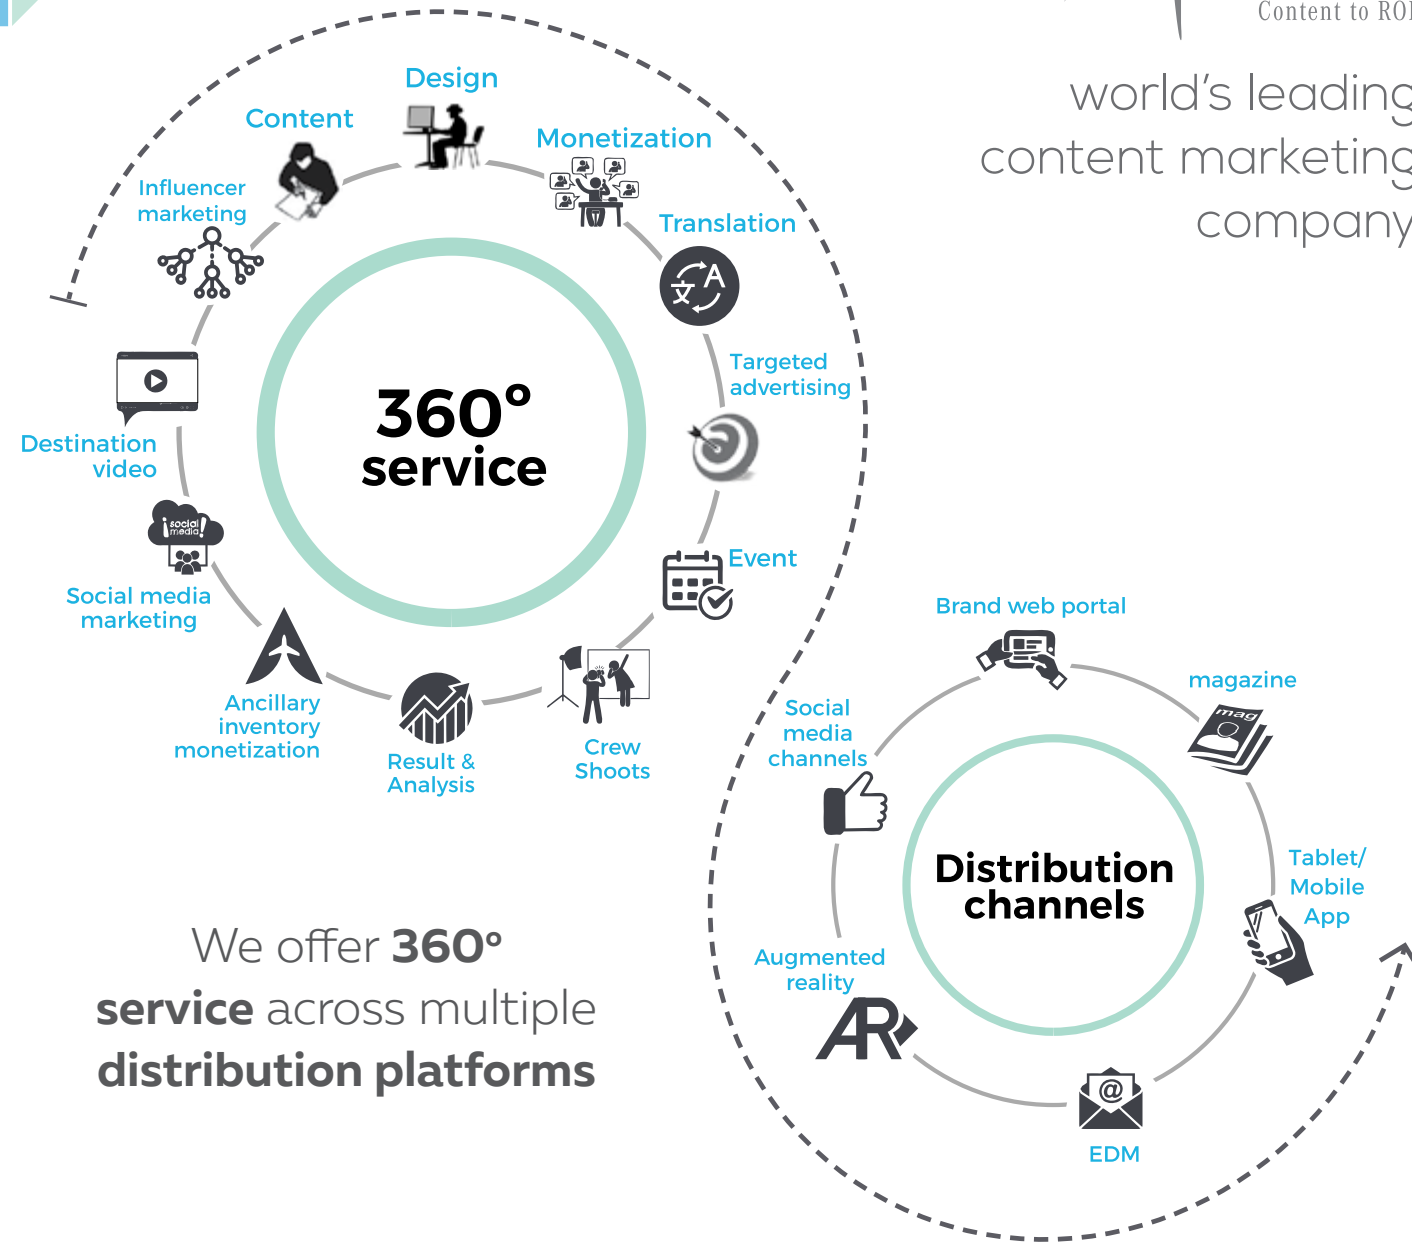 Content to ROI
world's leading
content marketing
company
Design
Content
Monetization
Influencer
marketing
Translation
Targeted
advertising
360º
service
Destination
video
social
media!
Event
Social media
marketing
Ancillary
inventory
monetization
Result &
Analysis
Crew
Shoots
Brand web portal
magazine
mag
Social
media
channels
Distribution
channels
Tablet/
Mobile
App
Augmented
reality
AR
@
EDM
We offer 360º
service across multiple
distribution platforms